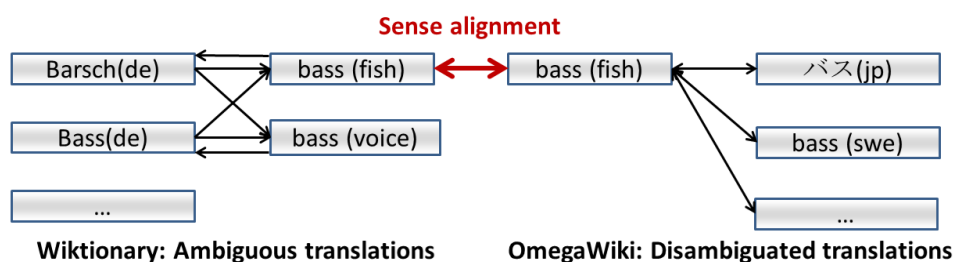 Sense alignment
Barsch(de) bass (fish) bass (fish) バス(jp)
Bass(de) bass (voice) bass (swe)
... ...
Wiktionary: Ambiguous translations OmegaWiki: Disambiguated translations